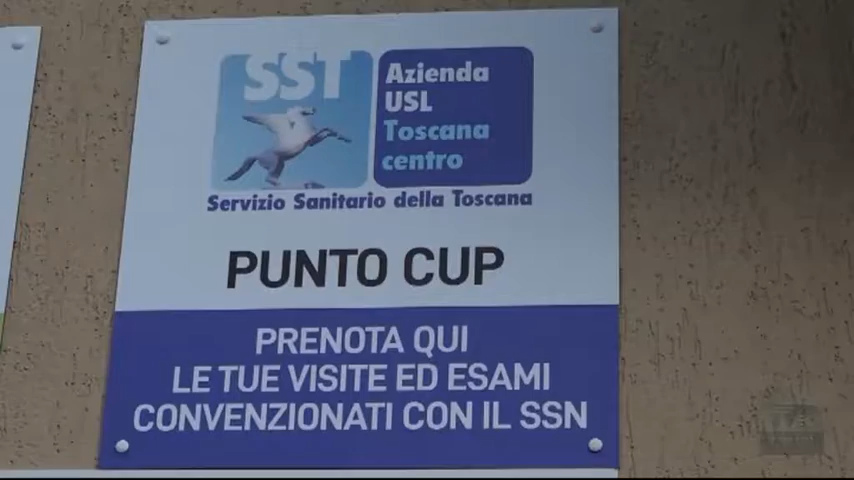 SST
Azienda
USL
Toscana
centro
Servizio Sanitario della Toscana
PUNTO CUP
PRENOTA QUI
LE TUE VISITE ED ESAMI
CONVENZIONATI CON IL SSN